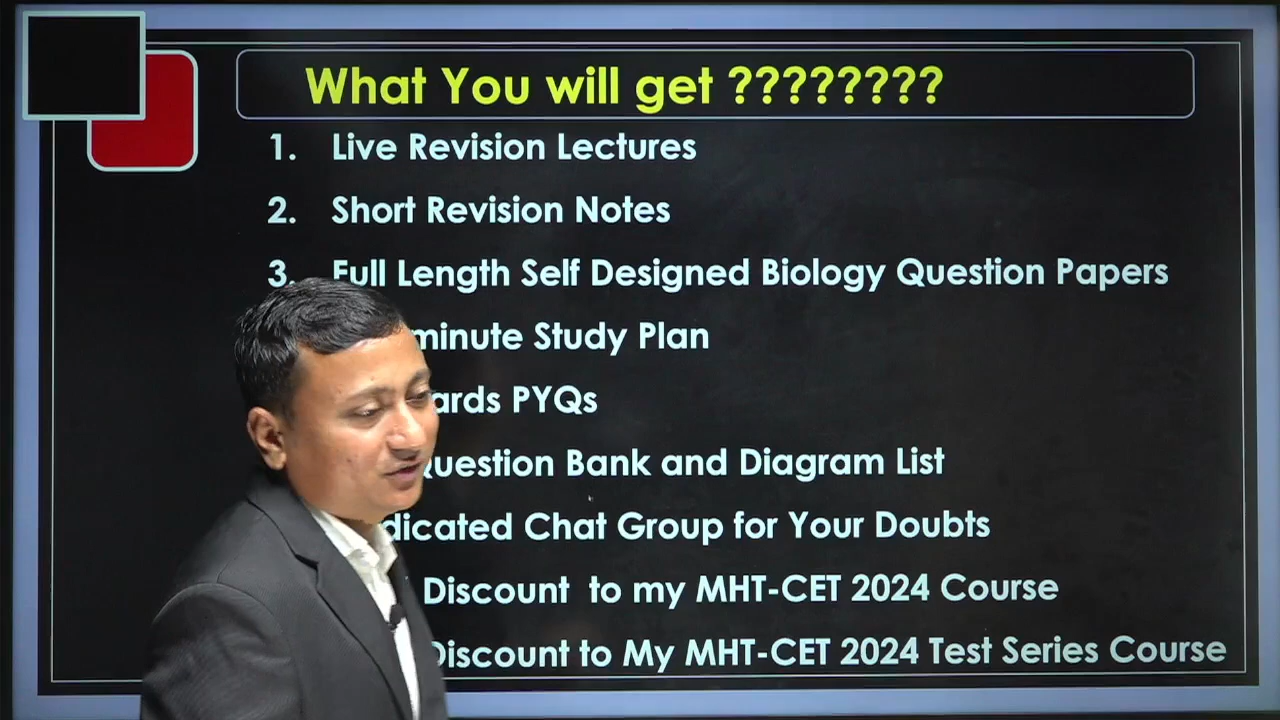 What You will get ????????
1. Live Revision Lectures
2. Short Revision Notes
3. Full Length Self Designed Biology Question Papers
minute Study Plan
PYQs
Question Bank and Diagram List
Chat Group for Your Doubts
Discount to my MHT-CET 2024 Course
Discount to My MHT-CET 2024 Test Series Course